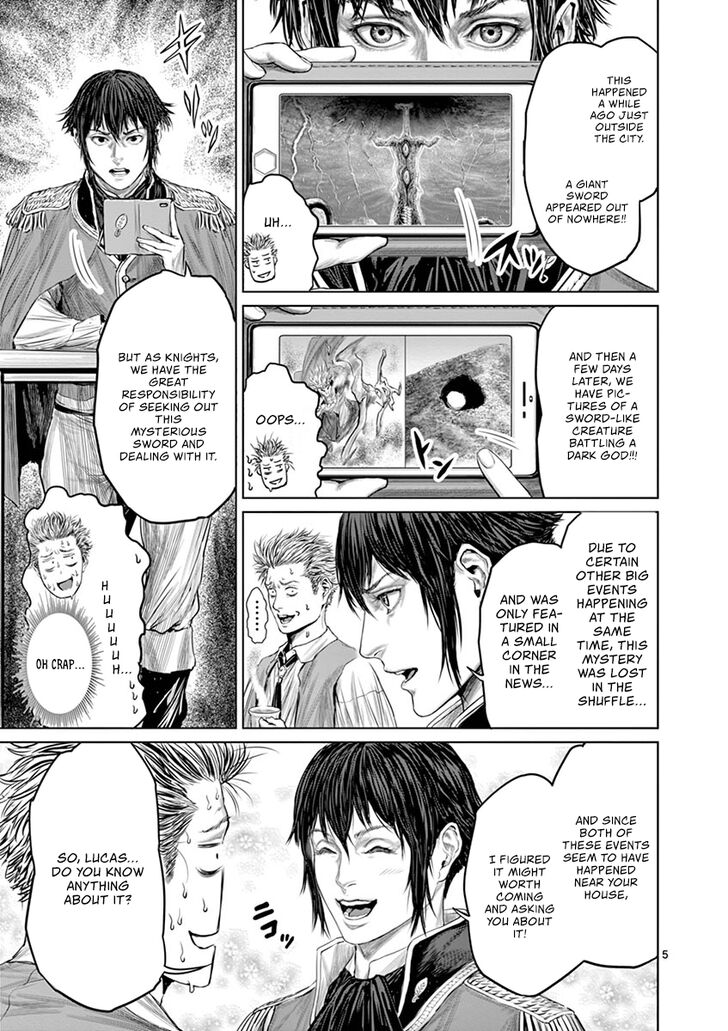 THIS
HAPPENED
A WHILE
AGO JUST
OUTSIDE
THE CITY.
A GIANT
SWORD
APPEARED OUT
OF NOWHERE!!
UH...
AND THEN A
FEW DAYS
LATER, WE
HAVE PIC-
TURES OF A
SWORD-LIKE
CREATURE
BATTLING A
DARK GOD!!!
OOPS...
DUE TO
CERTAIN
OTHER BIG
EVENTS
HAPPENING
AT THE
SAME
TIME, THIS
MYSTERY
WAS LOST
IN THE
SHUFFLE...
AND WAS
ONLY FEA-
TURED IN
A SMALL
CORNER
IN THE
NEWS...
BUT AS KNIGHTS,
WE HAVE THE
GREAT
RESPONSIBILITY
OF SEEKING OUT
THIS
MYSTERIOUS
SWORD AND
DEALING WITH IT.
HUUUUUH...
OH CRAP...
AND SINCE
BOTH OF
THESE EVENTS
SEEM TO HAVE
HAPPENED
NEAR YOUR
HOUSE,
I FIGURED
IT MIGHT
WORTH
COMING AND
ASKING YOU
ABOUT IT!
ニコッ
SO, LUCAS...
DO YOU KNOW
ANYTHING
ABOUT IT?
5